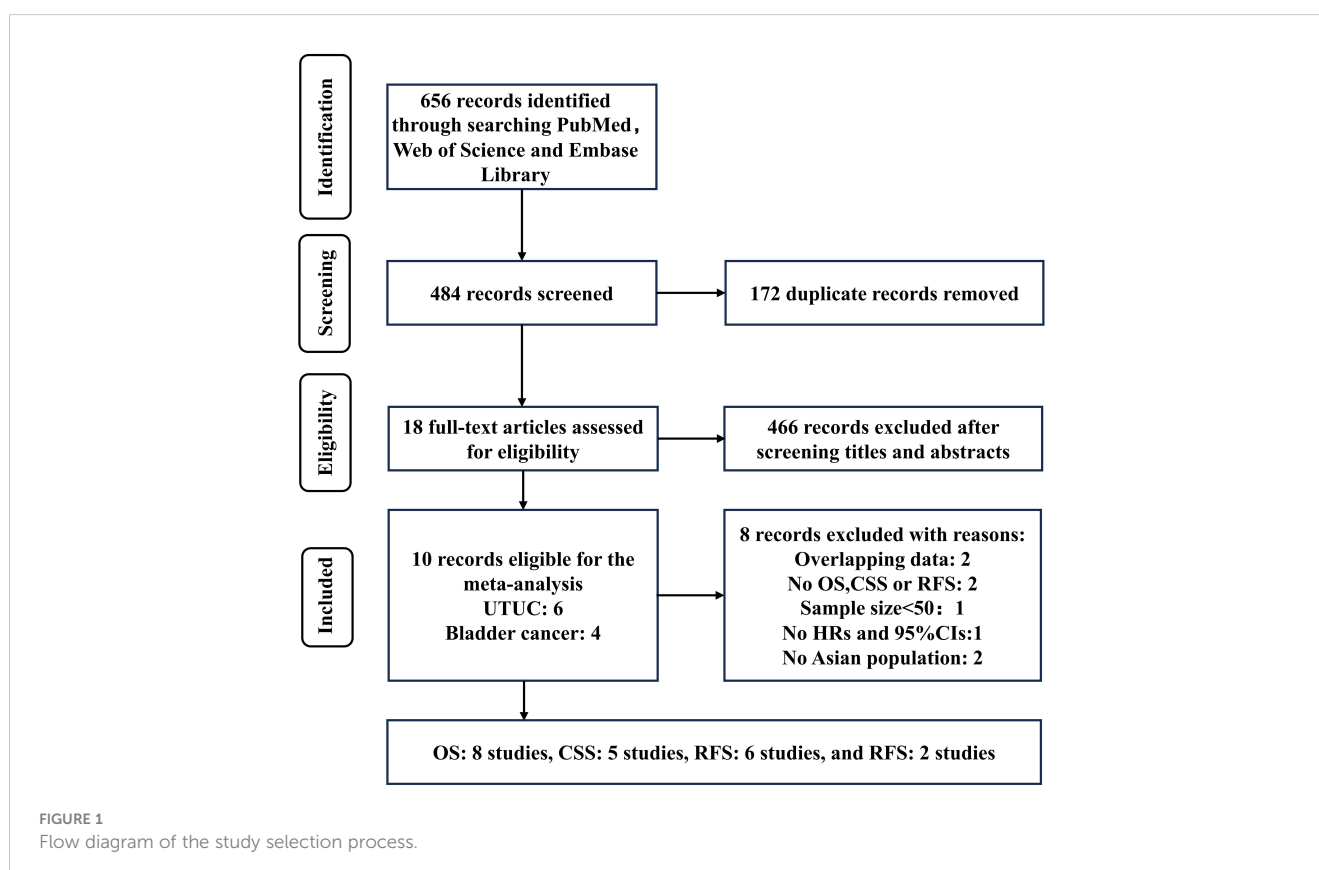 Identification
656 records identified
through searching PubMed，
Web of Science and Embase
Library
Screening
484 records screened
172 duplicate records removed
Eligibility
18 full-text articles assessed
for eligibility
466 records excluded after
screening titles and abstracts
Included
10 records eligible for the
meta-analysis
UTUC: 6
Bladder cancer: 4
8 records excluded with reasons:
Overlapping data: 2
No OS,CSS or RFS: 2
Sample size<50： 1
No HRs and 95%CIs:1
No Asian population: 2
OS: 8 studies, CSS: 5 studies, RFS: 6 studies, and RFS: 2 studies
FIGURE 1
Flow diagram of the study selection process.